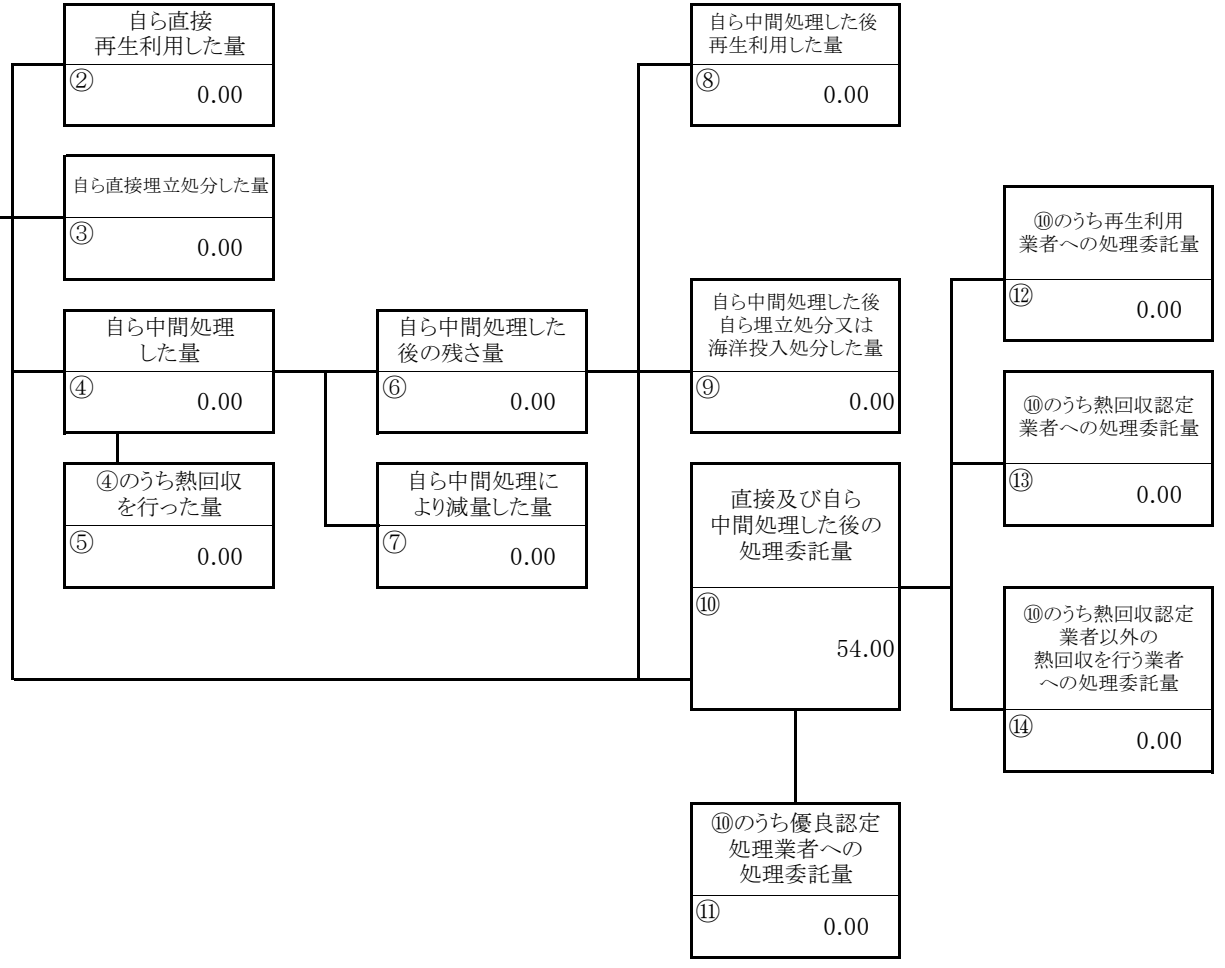 自ら直接
再生利用した量
②
0.00
自ら直接埋立処分した量
③
0.00
自ら中間処理
した量
④
0.00
④のうち熱回収
を行った量
⑤
0.00
自ら中間処理した
後の残さ量
⑥
0.00
自ら中間処理に
より減量した量
⑦
0.00
自ら中間処理した後
再生利用した量
⑧
0.00
自ら中間処理した後
自ら埋立処分又は
海洋投入処分した量
⑨
0.00
直接及び自ら
中間処理した後の
処理委託量
⑩
54.00
⑩のうち優良認定
処理業者への
処理委託量
⑪
0.00
⑩のうち再生利用
業者への処理委託量
⑫
0.00
⑩のうち熱回収認定
業者への処理委託量
⑬
0.00
⑩のうち熱回収認定
業者以外の
熱回収を行う業者
への処理委託量
⑭
0.00